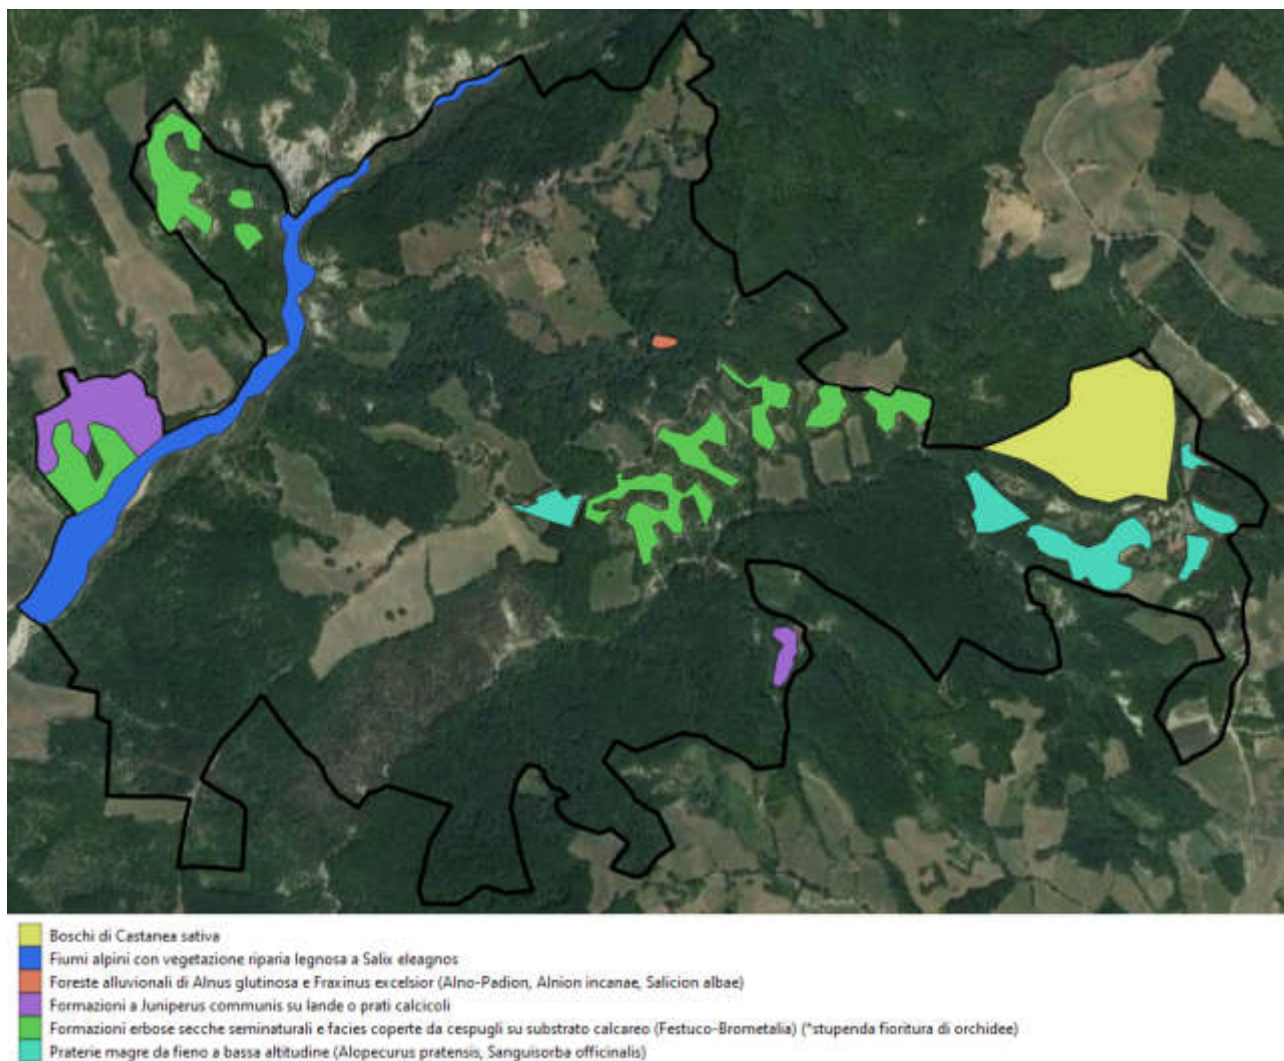 Boschi di Castanea sativa
Fiumi alpini con vegetazione riparia legnosa a Salix eleagnos
Foreste alluvionali di Alnus glutinosa e Fraxinus excelsior (Alno-Padion, Alnion incanae, Salicion albae)
Formazioni a Juniperus communis su lande o prati calcicoli
Formazioni erbose secche seminaturali e facies coperte da cespugli su substrato calcareo (Festuco-Brometalia) (*stupenda fioritura di orchidee)
Praterie magre da fieno a bassa altitudine (Alopecurus pratensis, Sanguisorba officinalis)